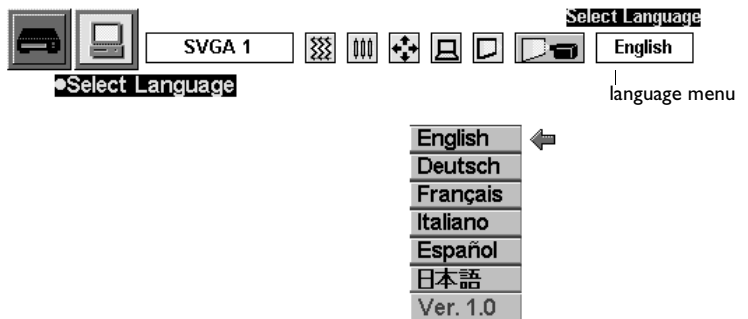 Select Language
SVGA 1
English
●Select Language
language menu
English
Deutsch
Français
Italiano
Español
日本語
Ver. 1.0